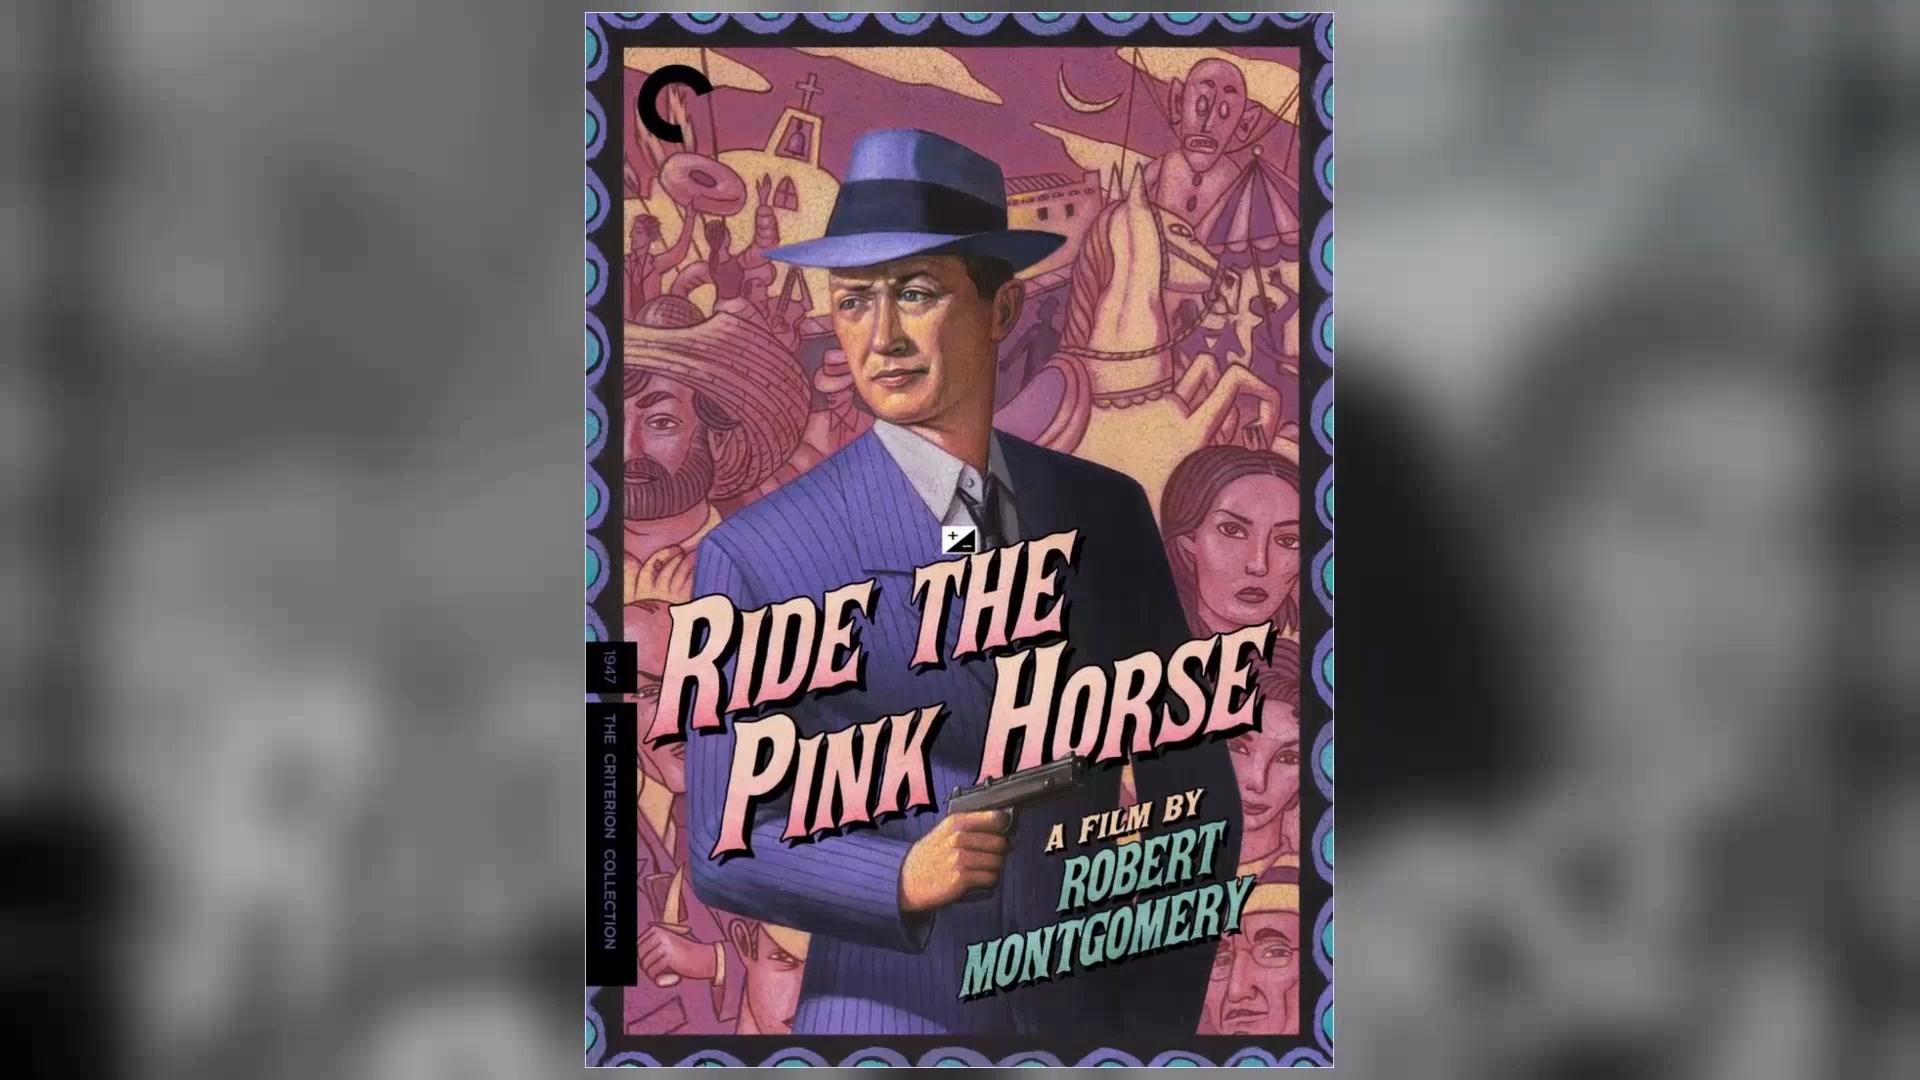 RIDE THE
PINK HORSE
A FILM BY
ROBERT
MONTGOMERY
1947
THE CRITERION COLLECTION